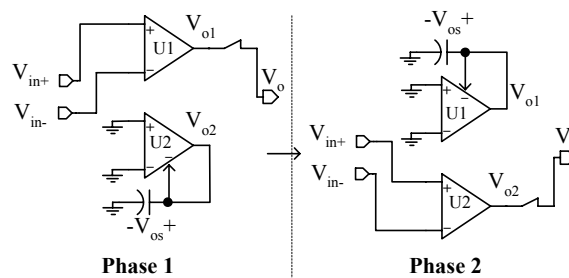 V_o1
U1
+
−
V_in+
V_in-
V_o
V_o2
U2
+
−
−
-V_os+
Phase 1
-V_os+
−
+
−
U1
V_o1
V_in+
V_in-
+
−
U2
V_o2
V
Phase 2